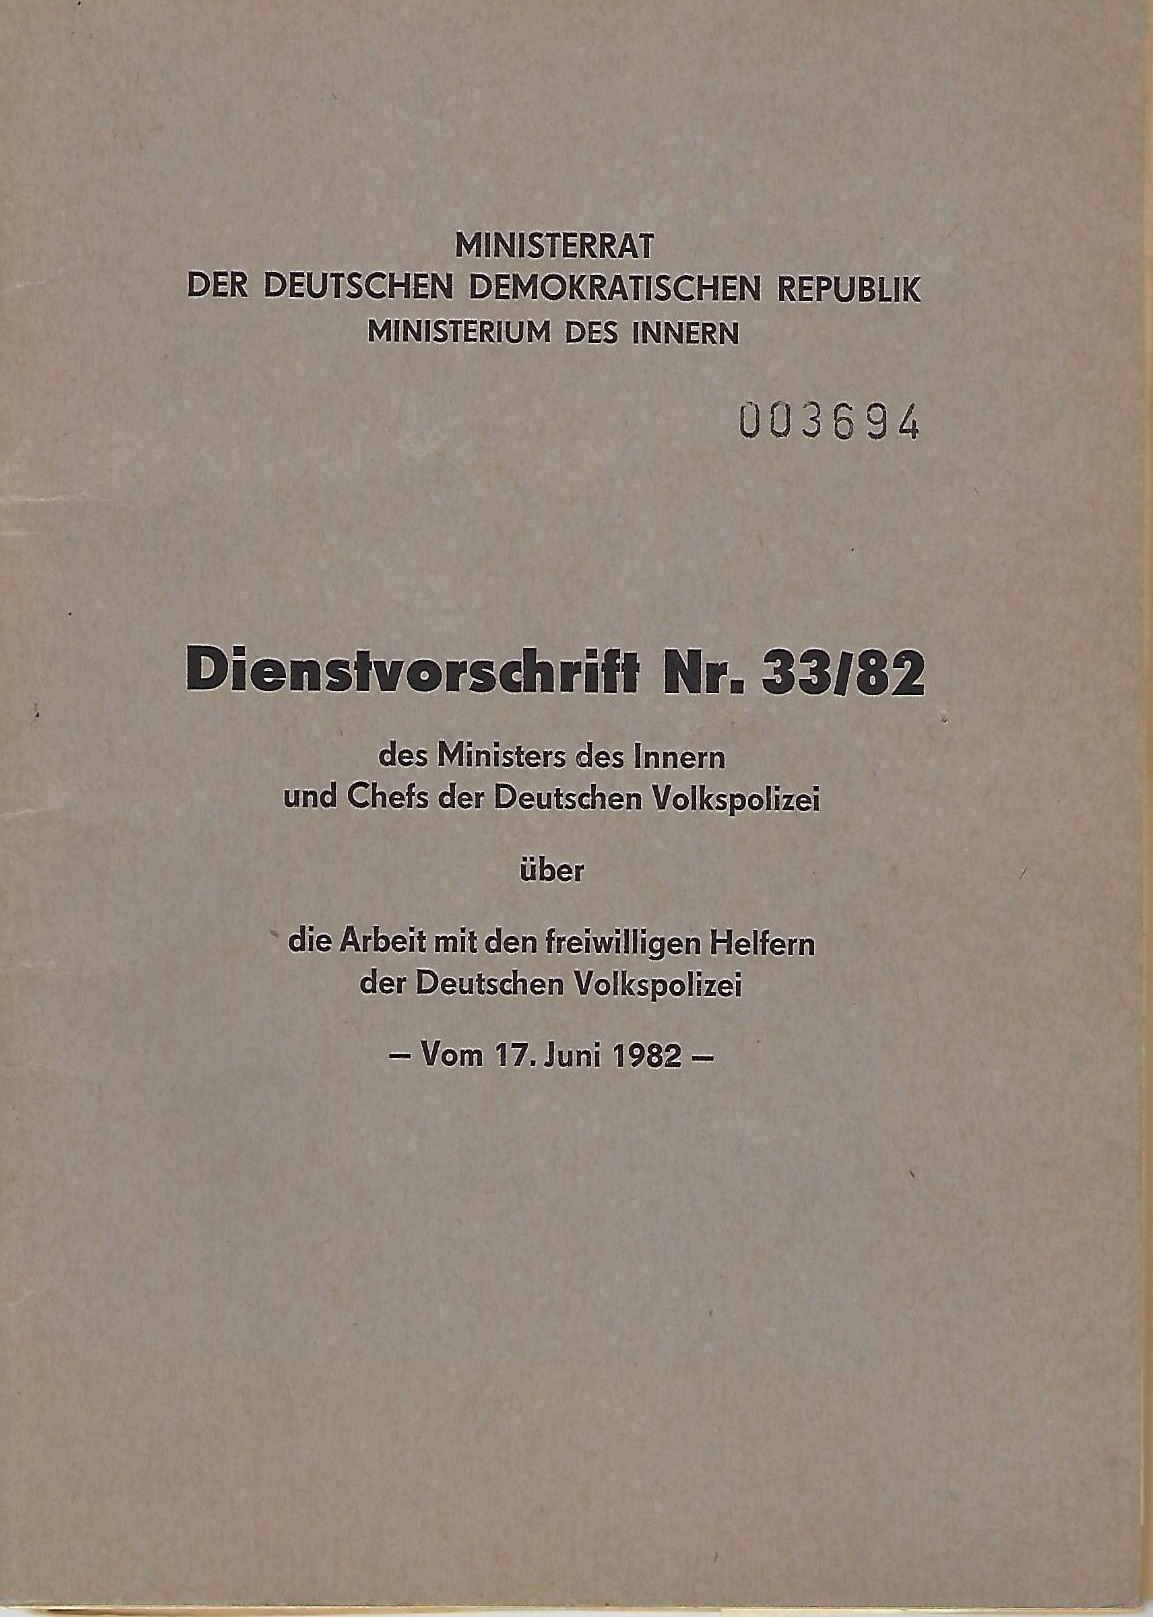 MINISTERRAT
DER DEUTSCHEN DEMOKRATISCHEN REPUBLIK
MINISTERIUM DES INNERN
003694
Dienstvorschrift Nr. 33/82
des Ministers des Innern
und Chefs der Deutschen Volkspolizei
über
die Arbeit mit den freiwilligen Helfern
der Deutschen Volkspolizei
– Vom 17. Juni 1982 –